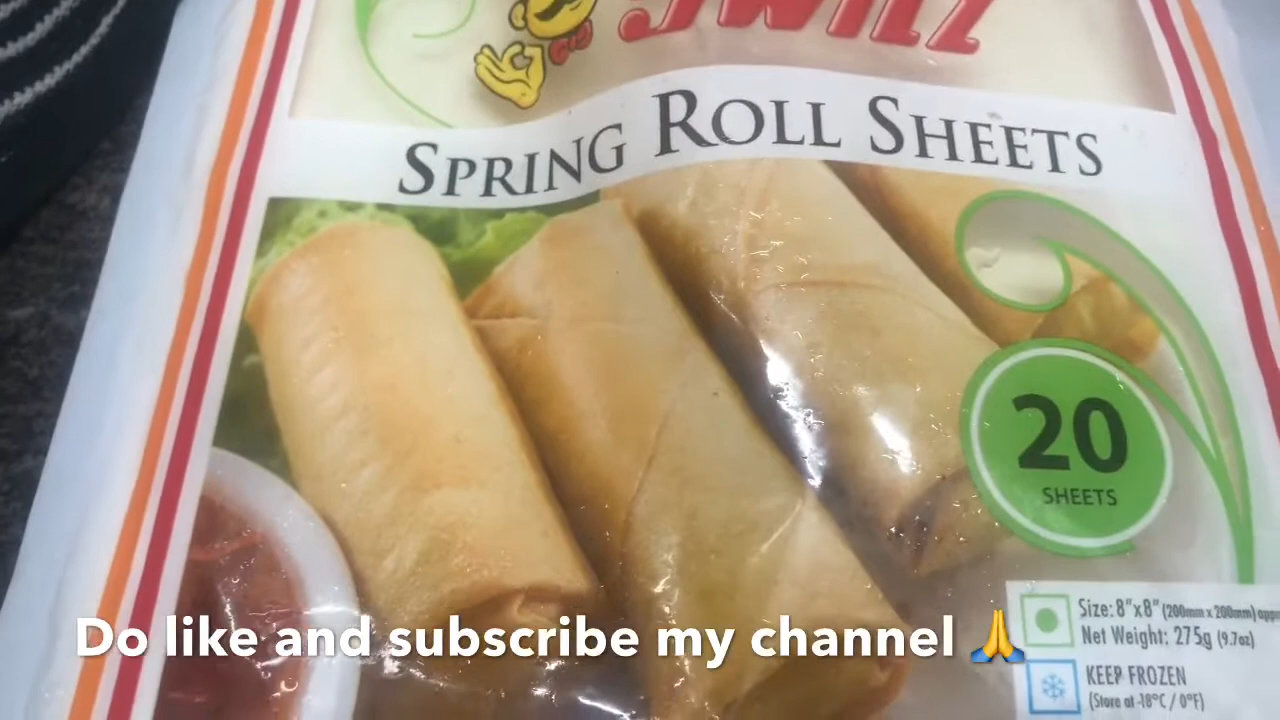 SPRING ROLL SHEETS
20
SHEETS
Size: 8"x8" (200mm x 200mm)
Net Weight: 275g (9.7oz)
KEEP FROZEN
(Store at -18°C / 0°F)
Do like and subscribe my channel 🙏